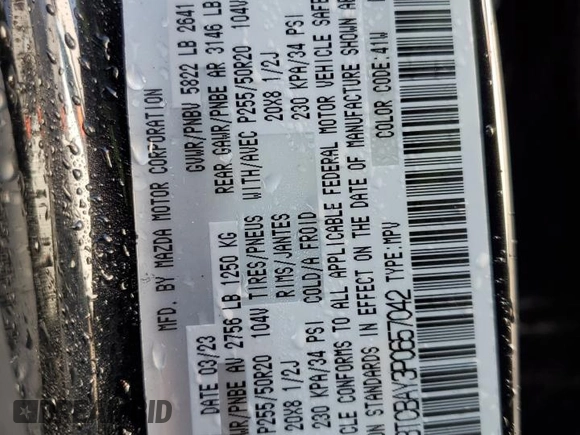 MFD. BY MAZDA MOTOR CORPORATION
DATE 03/23 GVWR/PNBV 5822 LB 2641
GWR/PNBE AV 2756 LB 1250 KG REAR GAWR/PNBE AR 3146 LB
P255/50R20 104V TIRES/PNEUS WITH/AVEC P255/50R20 104V
20X8 1/2J RIMS/JANTES 20X8 1/2J
230 KPA/34 PSI COLD/A FROID 230 KPA/34 PSI
ICLE CONFORMS TO ALL APPLICABLE FEDERAL MOTOR VEHICLE SAFE
ON STANDARDS IN EFFECT ON THE DATE OF MANUFACTURE SHOWN AB
TYPE: MPV COLOR CODE: 41W